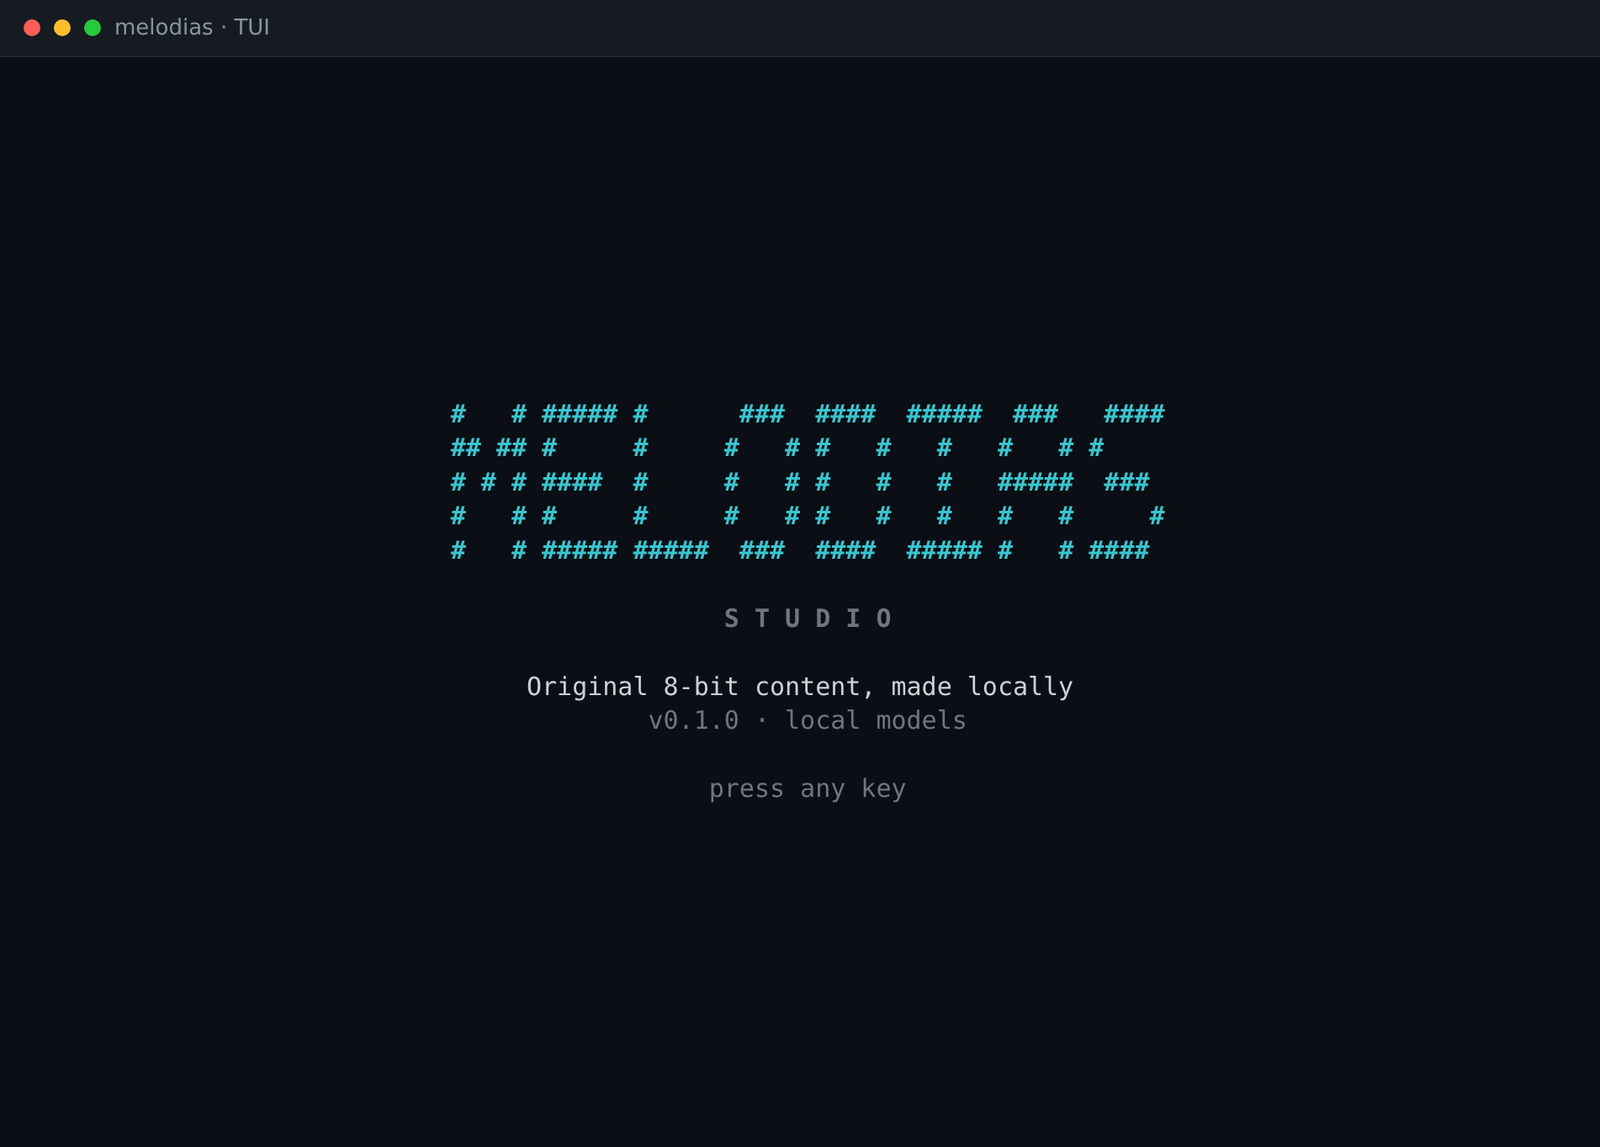 melodias · TUI
MELODIAS
STUDIO
Original 8-bit content, made locally
v0.1.0 · local models
press any key